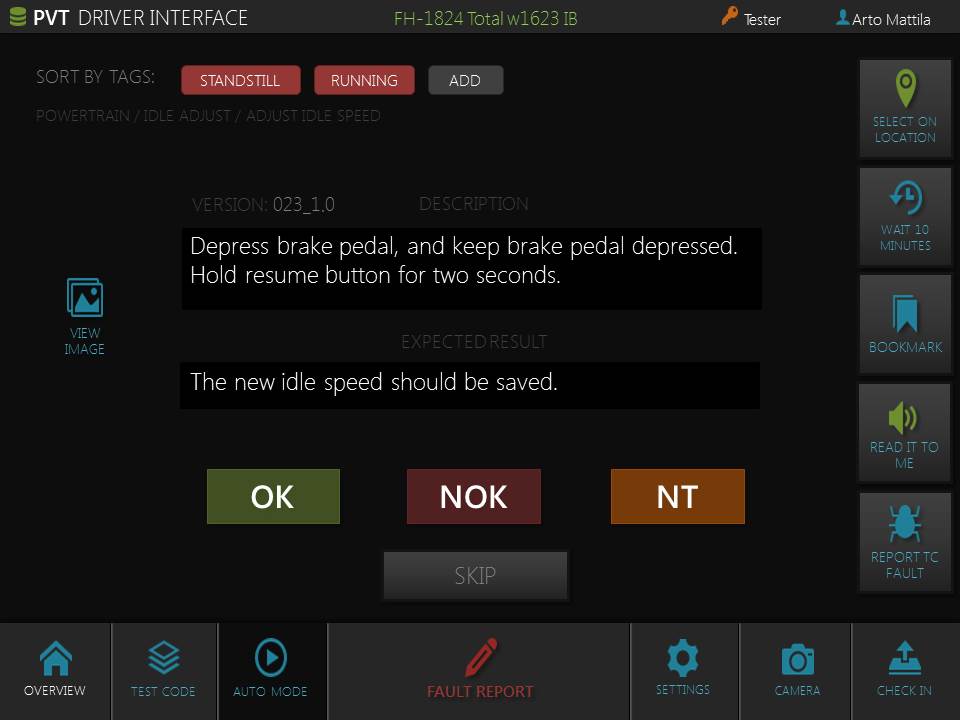 PVT DRIVER INTERFACE
FH-1824 Total w1623 IB
Tester
Arto Mattila
SORT BY TAGS:
STANDSTILL
RUNNING
ADD
POWERTRAIN / IDLE ADJUST / ADJUST IDLE SPEED
SELECT ON
LOCATION
WAIT 10
MINUTES
BOOKMARK
READ IT TO
ME
REPORT TC
FAULT
VERSION: 023_1.0
DESCRIPTION
Depress brake pedal, and keep brake pedal depressed.
Hold resume button for two seconds.
VIEW
IMAGE
EXPECTED RESULT
The new idle speed should be saved.
OK
NOK
NT
SKIP
OVERVIEW
TEST CODE
AUTO MODE
FAULT REPORT
SETTINGS
CAMERA
CHECK IN